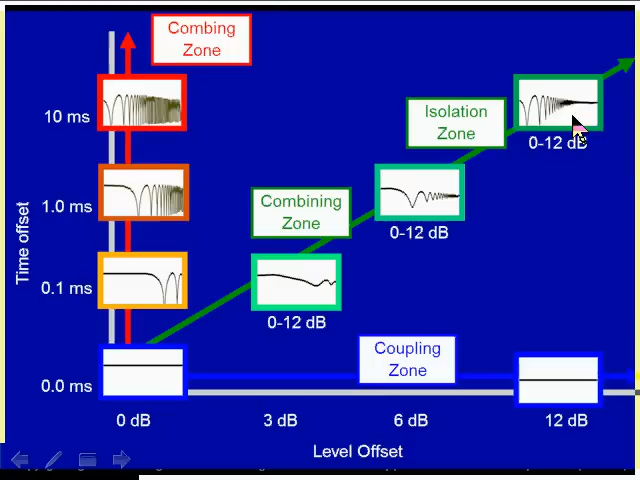 Combing
Zone
10 ms
Isolation
Zone
0-12 dB
1.0 ms
Combining
Zone
0-12 dB
Time offset
0.1 ms
0-12 dB
Coupling
Zone
0.0 ms
0 dB
3 dB
6 dB
12 dB
Level Offset